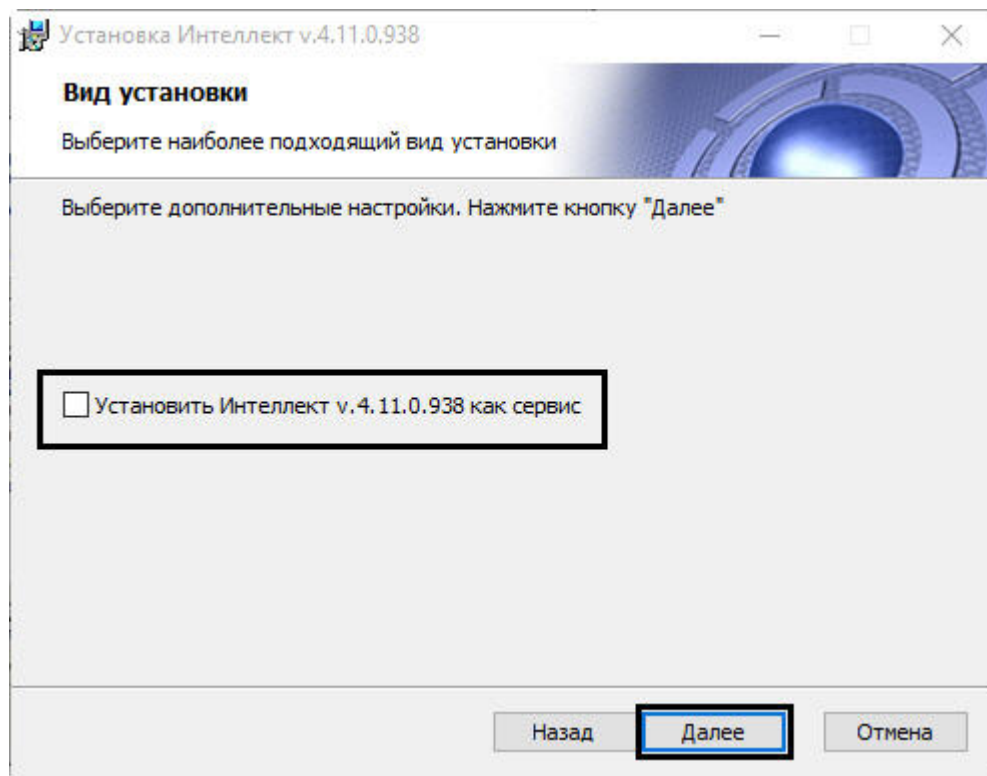 Установка Интеллект v.4.11.0.938
Вид установки
Выберите наиболее подходящий вид установки
Выберите дополнительные настройки. Нажмите кнопку "Далее"
Установить Интеллект v.4.11.0.938 как сервис
Назад
Далее
Отмена